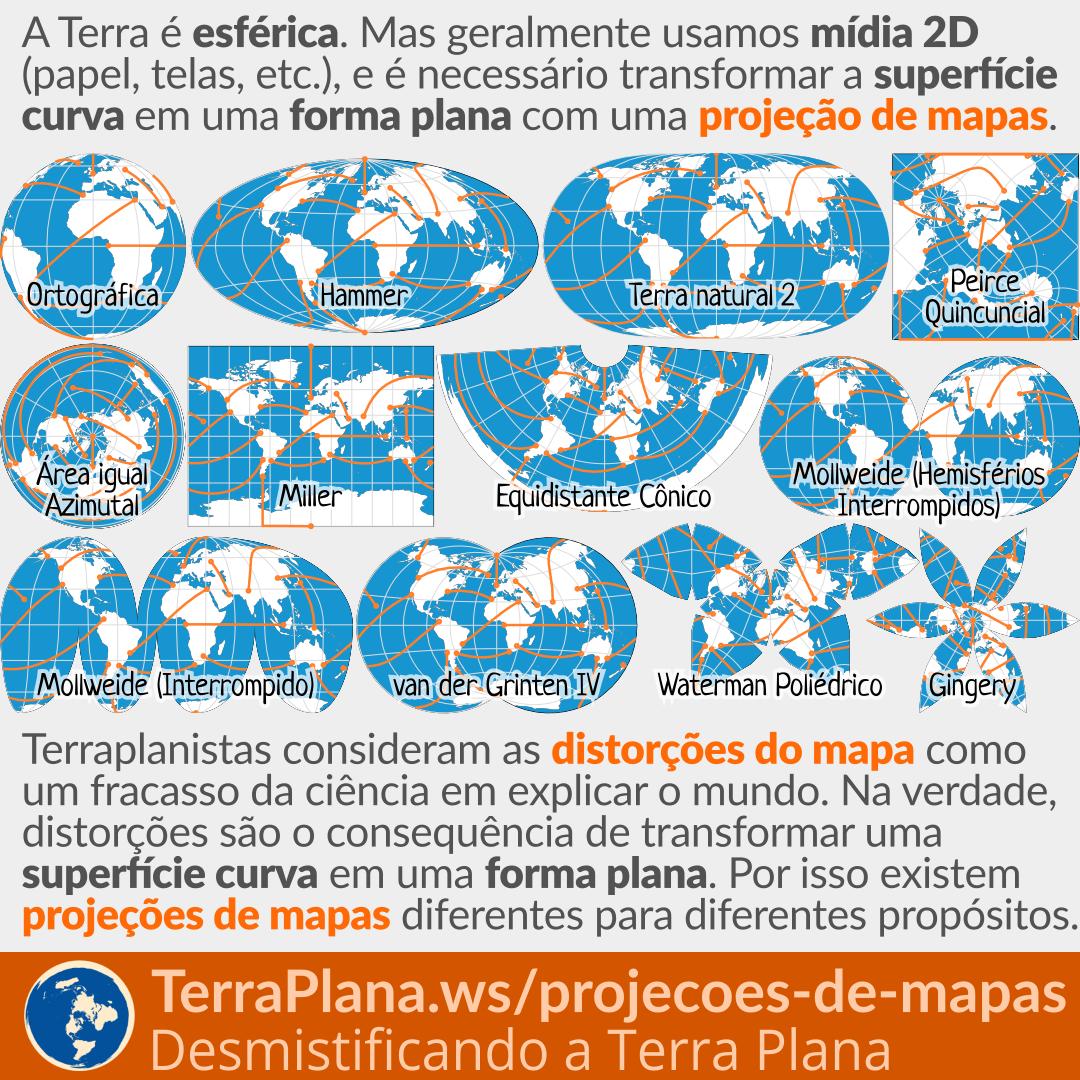 A Terra é esférica. Mas geralmente usamos mídia 2D
(papel, telas, etc.), e é necessário transformar a superfície
curva em uma forma plana com uma projeção de mapas.
Ortográfica
Hammer
Terra natural 2
Peirce
Quincuncial
Área igual
Azimutal
Miller
Equidistante Cônico
Mollweide (Hemisférios
Interrompidos)
Mollweide (Interrompido)
van der Grinten IV
Waterman Poliédrico
Gingery
Terraplanistas consideram as distorções do mapa como
um fracasso da ciência em explicar o mundo. Na verdade,
distorções são o consequência de transformar uma
superfície curva em uma forma plana. Por isso existem
projeções de mapas diferentes para diferentes propósitos.
TerraPlana.ws/projecoes-de-mapas
Desmistificando a Terra Plana